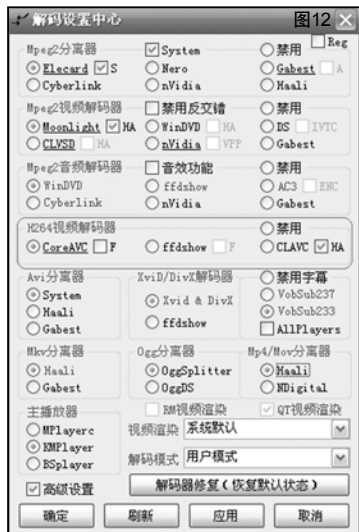 解码设置中心 图12
Mpeg2分离器 System 禁用 Reg
Elecard S Nero Gabest A
Cyberlink nVidia Haali
Mpeg2视频解码器 禁用反交错 禁用
Moonlight HA WinDVD HA DS IVTC
CLVSD HA nVidia VPP Gabest
Mpeg2音频解码器 音效功能 禁用
WinDVD ffdshow AC3 ENC
Cyberlink nVidia Gabest
H264视频解码器 禁用
CoreAVC F ffdshow F CLAVC HA
Avi分离器 XviD/DivX解码器 禁用字幕
System Xvid & DivX VobSub237
Haali VobSub233
Gabest ffdshow AllPlayers
Mkv分离器 Ogg分离器 Mp4/Mov分离器
Haali OggSplitter Haali
Gabest OggDS NDigital
主播放器 RM视频渲染 QT视频渲染
MPlayerc 视频渲染 系统默认
KMPlayer 解码模式 用户模式
BSplayer
高级设置 解码器修复(恢复默认状态)
确定 刷新 应用 取消